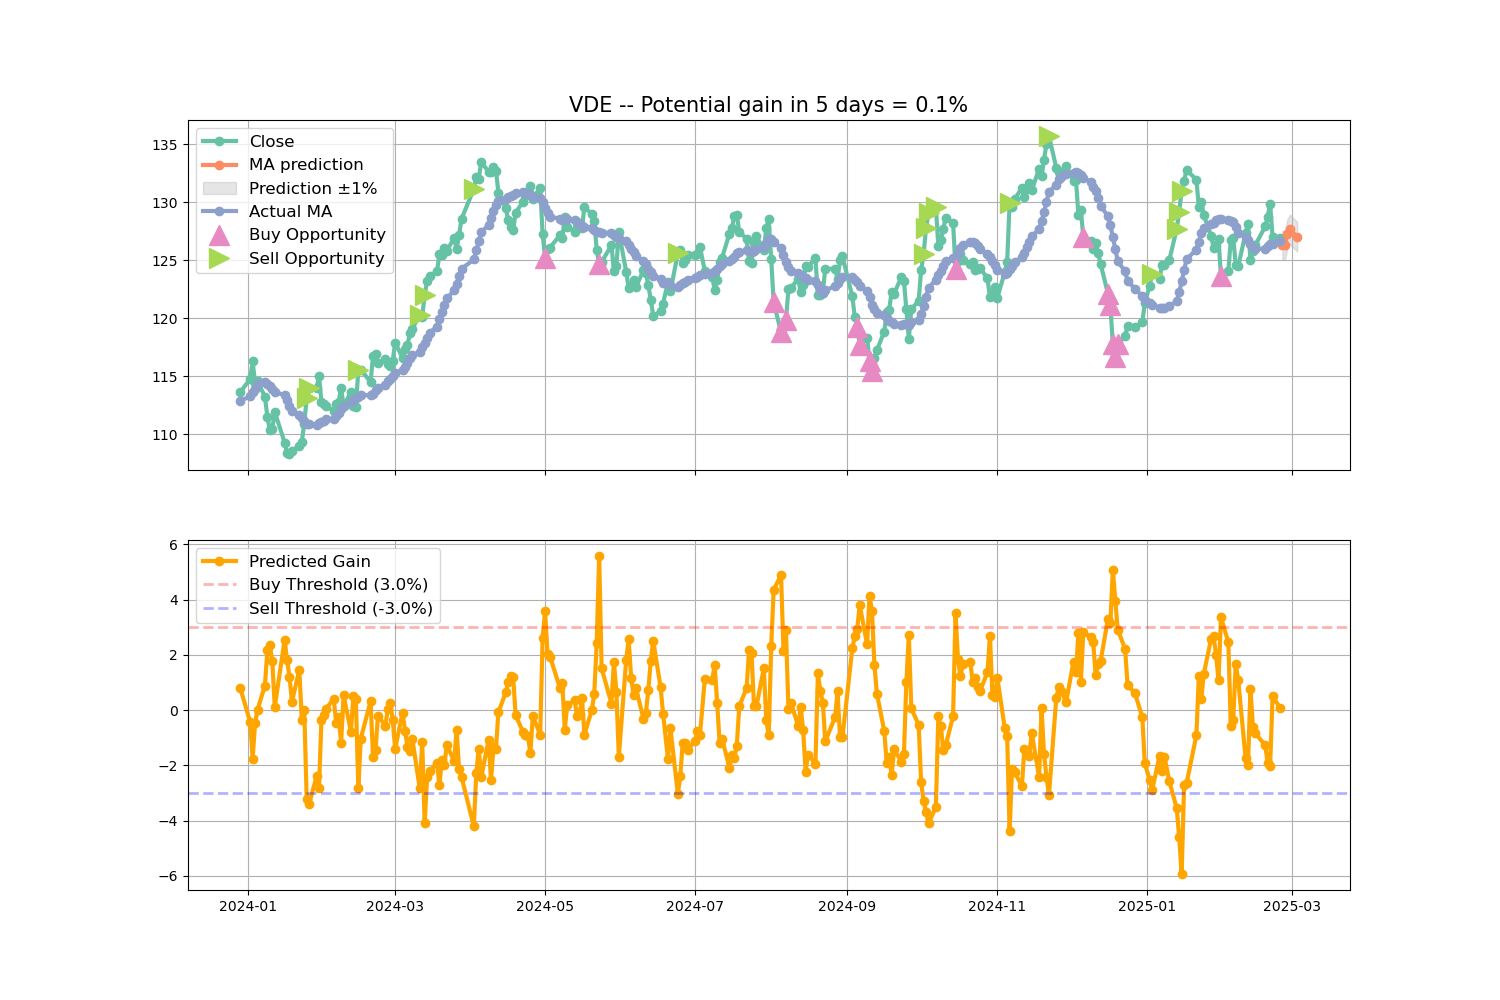 VDE -- Potential gain in 5 days = 0.1%
Close
MA prediction
Prediction ±1%
Actual MA
Buy Opportunity
Sell Opportunity
135
130
125
120
115
110
Predicted Gain
Buy Threshold (3.0%)
Sell Threshold (-3.0%)
6
4
2
0
−2
−4
−6
2024-01 2024-03 2024-05 2024-07 2024-09 2024-11 2025-01 2025-03